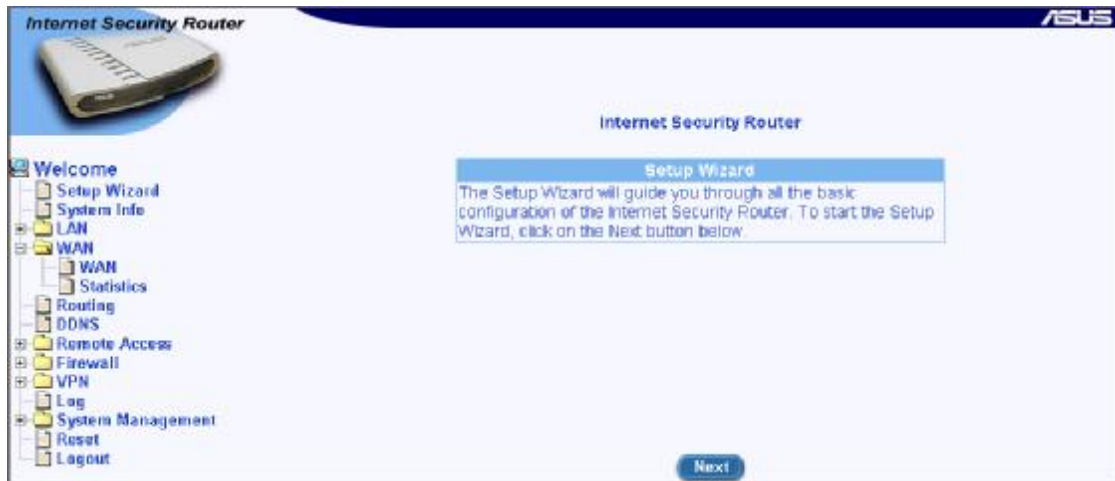 Internet Security Router
ASUS
Internet Security Router
Welcome
Setup Wizard
System Info
LAN
WAN
WAN
Statistics
Routing
DDNS
Remote Access
Firewall
VPN
Log
System Management
Reset
Logout
Setup Wizard
The Setup Wizard will guide you through all the basic
configuration of the Internet Security Router. To start the Setup
Wizard, click on the Next button below.
Next